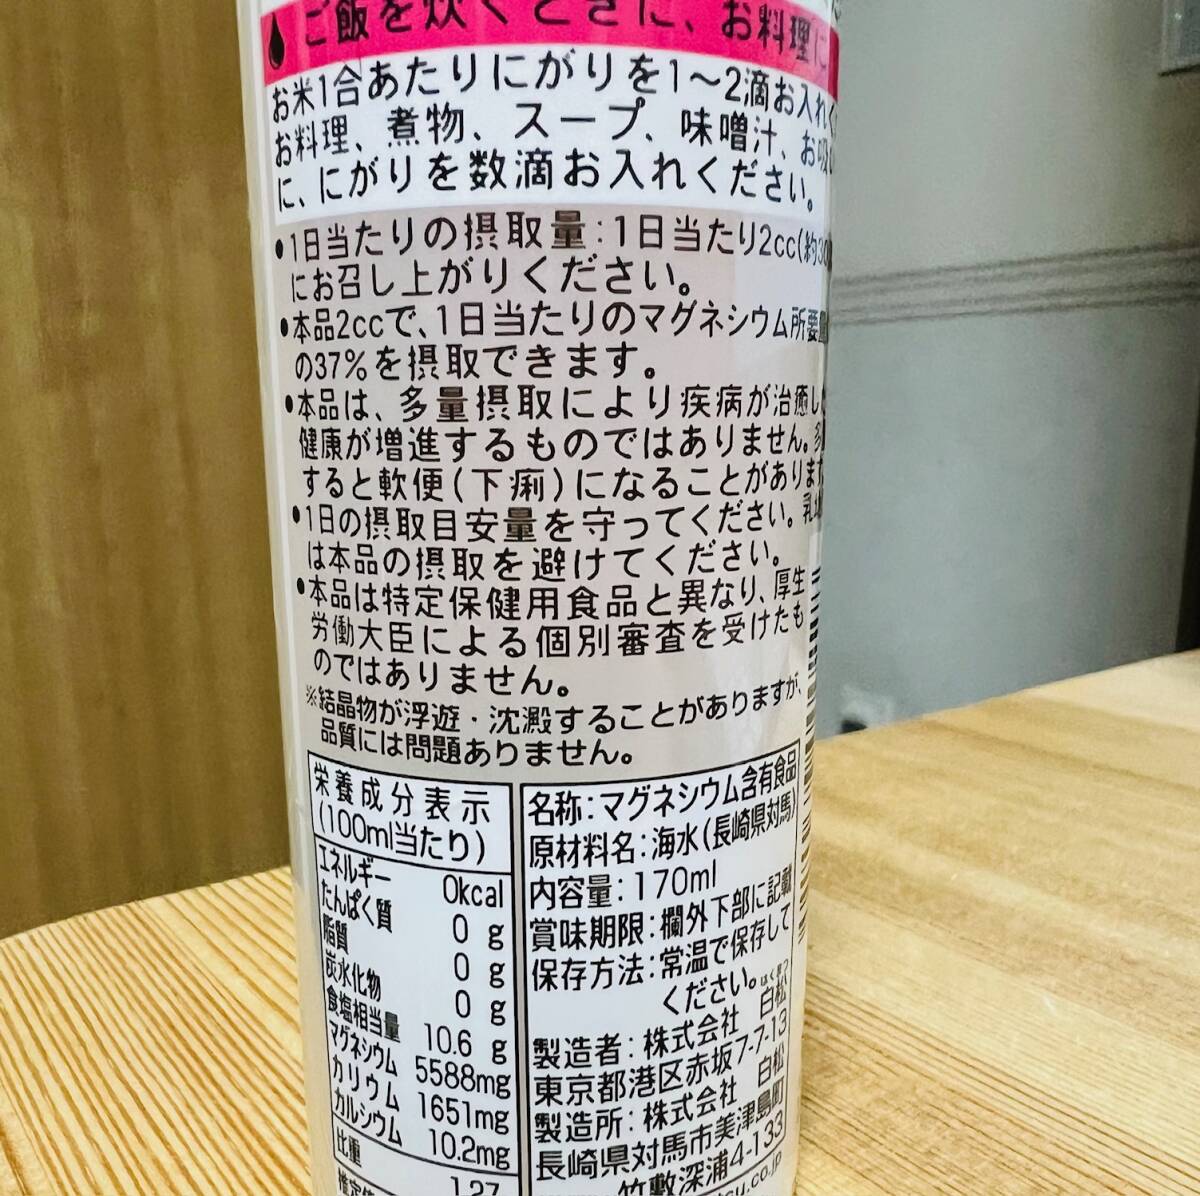 ご飯を炊くときに、お料理に
お米1合あたりにがりを1〜2滴お入れく
お料理、煮物、スープ、味噌汁、お吸い
に、にがりを数滴お入れください。
●1日当たりの摂取量:1日当たり2cc(約30
にお召し上がりください。
●本品2ccで、1日当たりのマグネシウム所要量
の37%を摂取できます。
●本品は、多量摂取により疾病が治癒し
健康が増進するものではありません。多
すると軟便(下痢)になることがあります
●1日の摂取目安量を守ってください。乳
は本品の摂取を避けてください。
●本品は特定保健用食品と異なり、厚生
労働大臣による個別審査を受けたも
のではありません。
※結晶物が浮遊・沈澱することがありますが、
品質には問題ありません。
栄養成分表示
(100ml当たり)
エネルギー 0kcal
たんぱく質 0g
脂質 0g
炭水化物 0g
食塩相当量 10.6g
マグネシウム 5588mg
カリウム 1651mg
カルシウム 10.2mg
比重 1.27
名称:マグネシウム含有食品
原材料名:海水(長崎県対馬)
内容量:170ml
賞味期限:欄外下部に記載
保存方法:常温で保存して
ください。
製造者:株式会社 白松
はくまつ
東京都港区赤坂7-7-13
製造所:株式会社 白松
長崎県対馬市美津島町
竹敷深浦4-133
su.co.jp